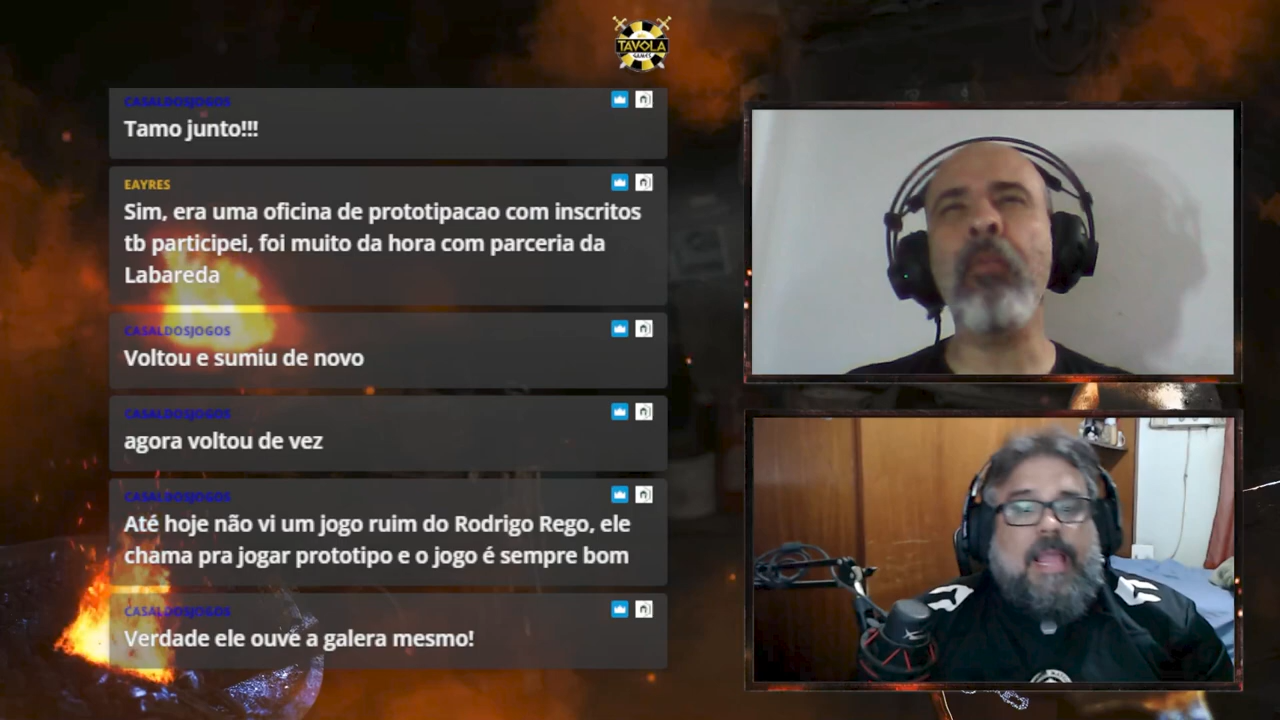 TAVOLA
GAMES
CASALDOSJOGOS
Tamo junto!!!
EAYRES
Sim, era uma oficina de prototipacao com inscritos
tb participei, foi muito da hora com parceria da
Labareda
CASALDOSJOGOS
Voltou e sumiu de novo
CASALDOSJOGOS
agora voltou de vez
CASALDOSJOGOS
Até hoje não vi um jogo ruim do Rodrigo Rego, ele
chama pra jogar prototipo e o jogo é sempre bom
CASALDOSJOGOS
Verdade ele ouve a galera mesmo!